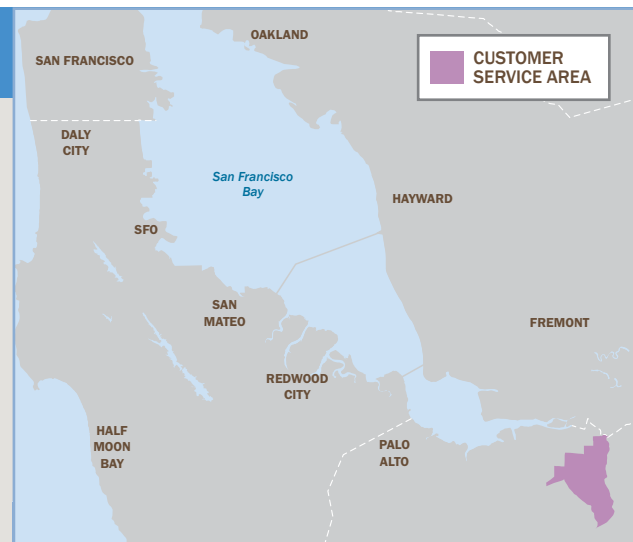 OAKLAND
SAN FRANCISCO
CUSTOMER
SERVICE AREA
DALY
CITY
San Francisco
Bay
HAYWARD
SFO
SAN
MATEO
FREMONT
REDWOOD
CITY
HALF
MOON
BAY
PALO
ALTO